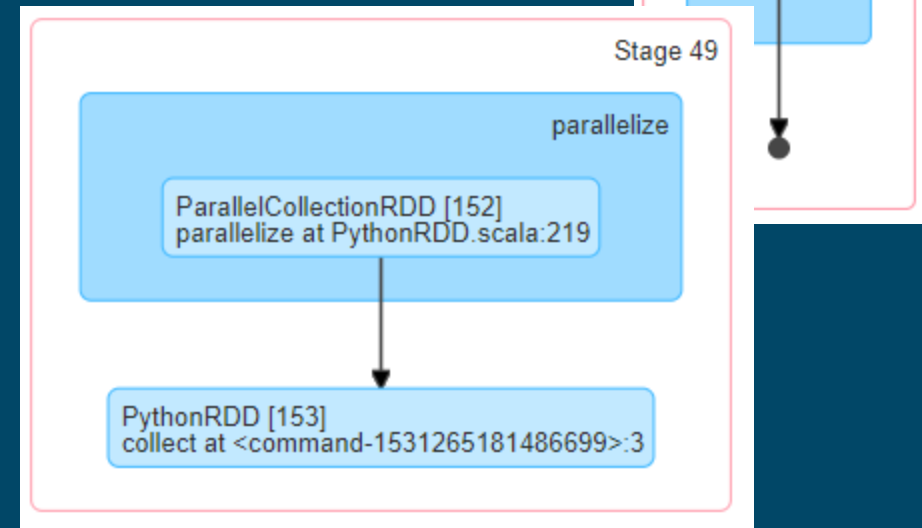 Stage 49
parallelize
ParallelCollectionRDD [152]
parallelize at PythonRDD.scala:219
PythonRDD [153]
collect at <command-1531265181486699>:3